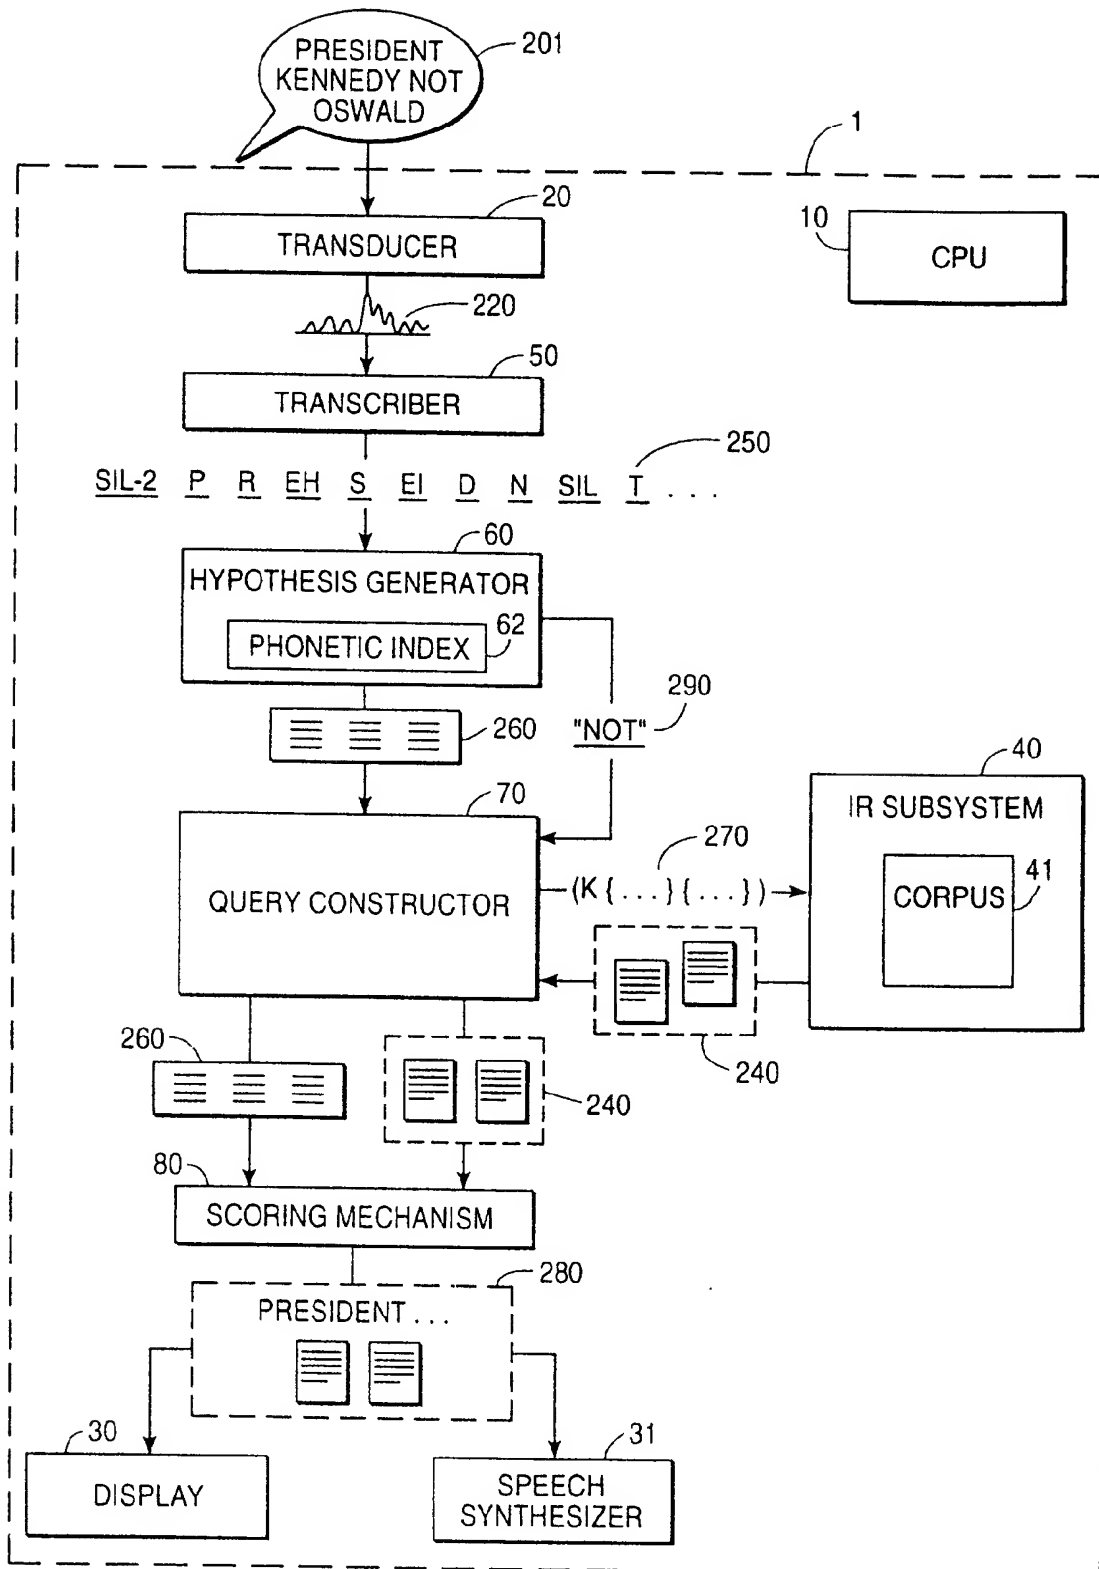 PRESIDENT
KENNEDY NOT
OSWALD
201
1
20
TRANSDUCER
10
CPU
220
50
TRANSCRIBER
250
SIL-2 P R EH S EI D N SIL T . . .
60
HYPOTHESIS GENERATOR
62
PHONETIC INDEX
260
"NOT"
290
70
QUERY CONSTRUCTOR
270
(K { . . . } { . . . } )
40
IR SUBSYSTEM
41
CORPUS
240
260
240
80
SCORING MECHANISM
280
PRESIDENT . . .
30
DISPLAY
31
SPEECH
SYNTHESIZER